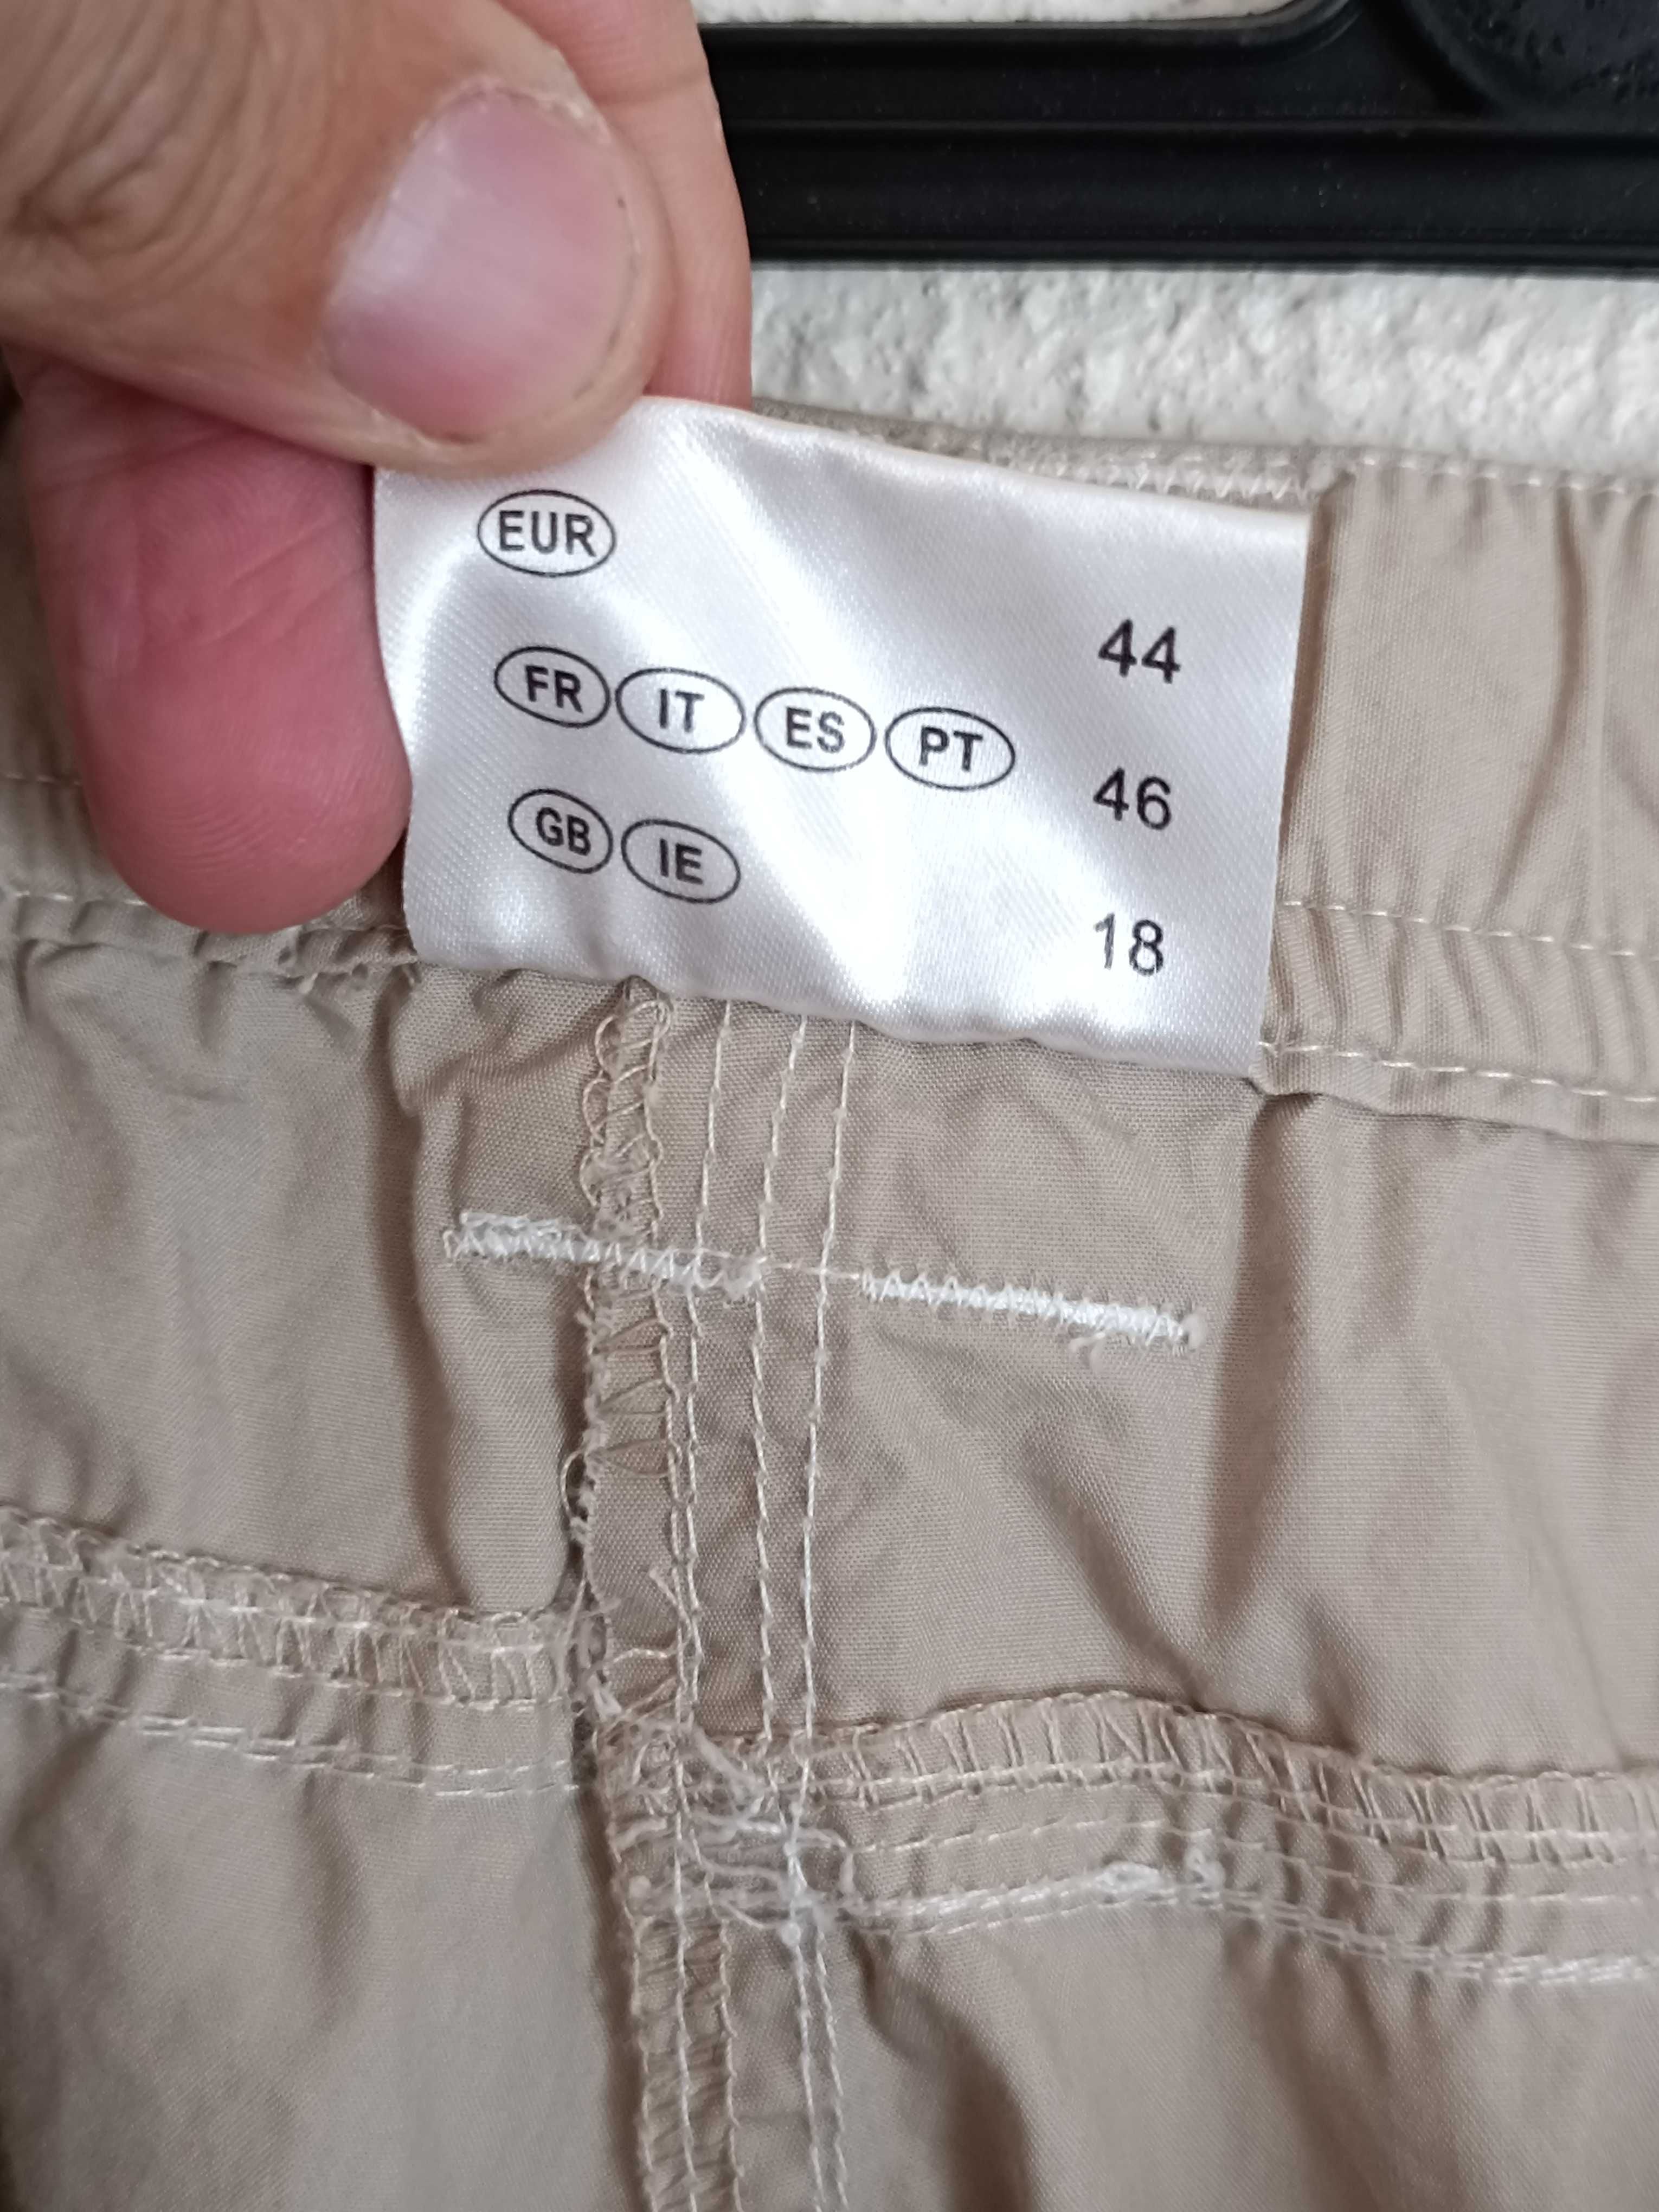 EUR 44
FR IT ES PT 46
GB IE 18